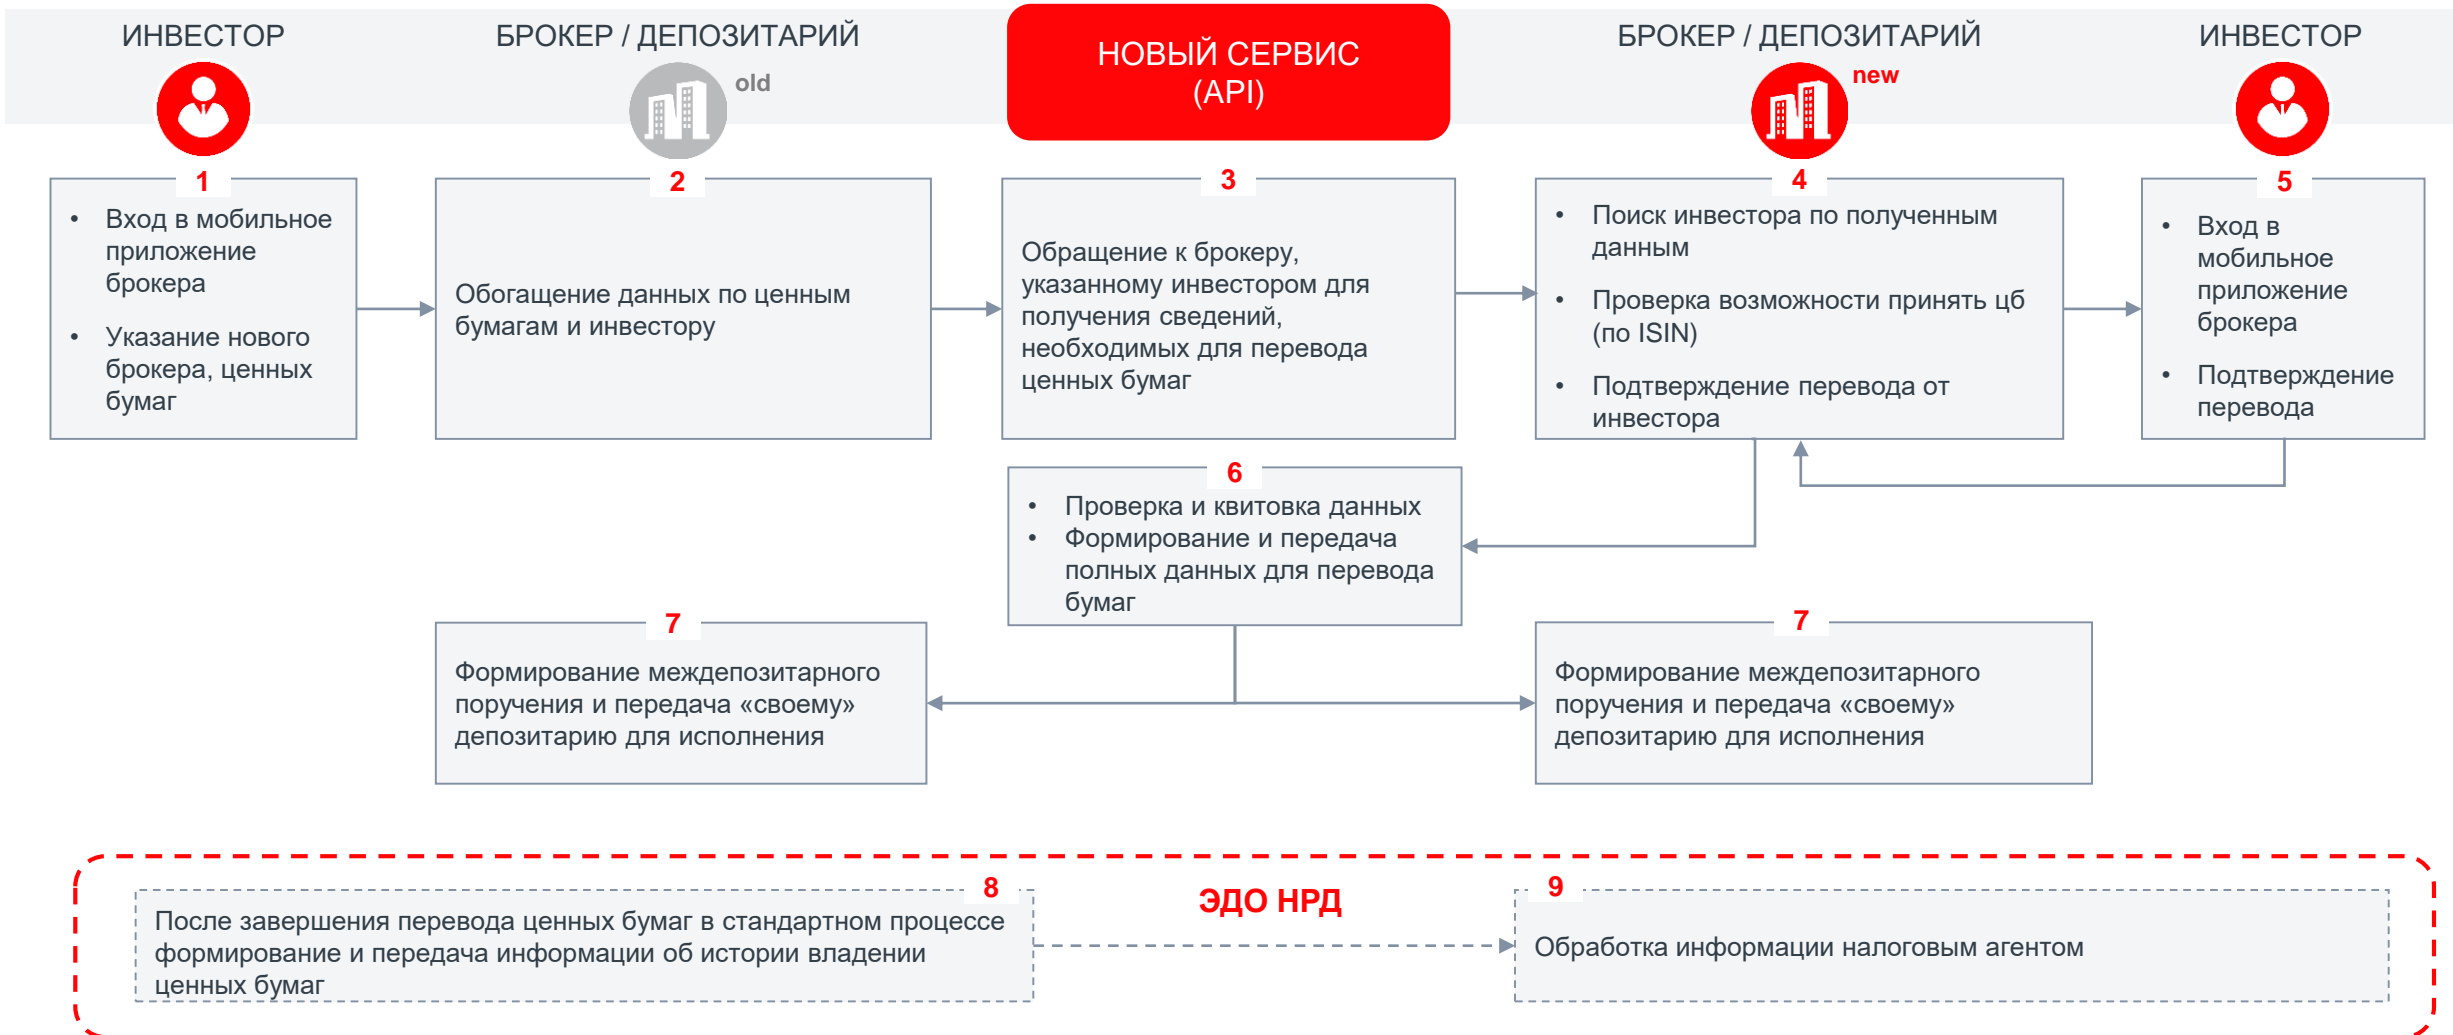 ИНВЕСТОР
БРОКЕР / ДЕПОЗИТАРИЙ
old
НОВЫЙ СЕРВИС
(API)
БРОКЕР / ДЕПОЗИТАРИЙ
new
ИНВЕСТОР
1
• Вход в мобильное
приложение
брокера
• Указание нового
брокера, ценных
бумаг
2
Обогащение данных по ценным
бумагам и инвестору
3
Обращение к брокеру,
указанному инвестором для
получения сведений,
необходимых для перевода
ценных бумаг
4
• Поиск инвестора по полученным
данным
• Проверка возможности принять цб
(по ISIN)
• Подтверждение перевода от
инвестора
5
• Вход в
мобильное
приложение
брокера
• Подтверждение
перевода
6
• Проверка и квитовка данных
• Формирование и передача
полных данных для перевода
бумаг
7
Формирование междепозитарного
поручения и передача «своему»
депозитарию для исполнения
7
Формирование междепозитарного
поручения и передача «своему»
депозитарию для исполнения
8
После завершения перевода ценных бумаг в стандартном процессе
формирование и передача информации об истории владении
ценных бумаг
ЭДО НРД
9
Обработка информации налоговым агентом